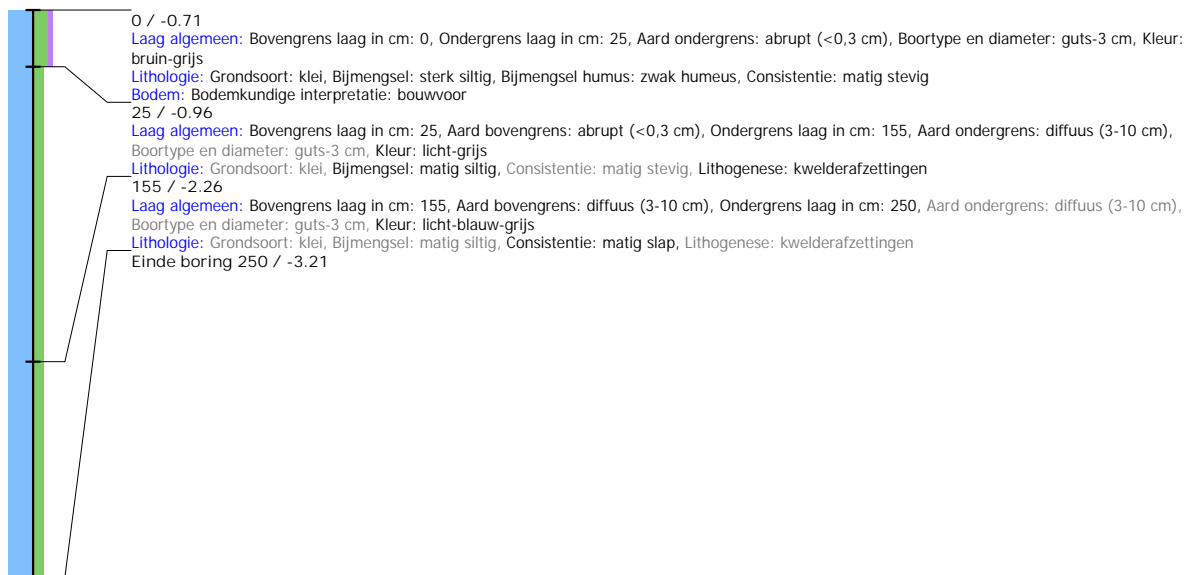 0 / -0.71
Laag algemeen: Bovengrens laag in cm: 0, Ondergrens laag in cm: 25, Aard ondergrens: abrupt (<0,3 cm), Boortype en diameter: guts-3 cm, Kleur:
bruin-grijs
Lithologie: Grondsoort: klei, Bijmengsel: sterk siltig, Bijmengsel humus: zwak humeus, Consistentie: matig stevig
Bodem: Bodemkundige interpretatie: bouwvoor
25 / -0.96
Laag algemeen: Bovengrens laag in cm: 25, Aard bovengrens: abrupt (<0,3 cm), Ondergrens laag in cm: 155, Aard ondergrens: diffuus (3-10 cm),
Boortype en diameter: guts-3 cm, Kleur: licht-grijs
Lithologie: Grondsoort: klei, Bijmengsel: matig siltig, Consistentie: matig stevig, Lithogenese: kwelderafzettingen
155 / -2.26
Laag algemeen: Bovengrens laag in cm: 155, Aard bovengrens: diffuus (3-10 cm), Ondergrens laag in cm: 250, Aard ondergrens: diffuus (3-10 cm),
Boortype en diameter: guts-3 cm, Kleur: licht-blauw-grijs
Lithologie: Grondsoort: klei, Bijmengsel: matig siltig, Consistentie: matig slap, Lithogenese: kwelderafzettingen
Einde boring 250 / -3.21